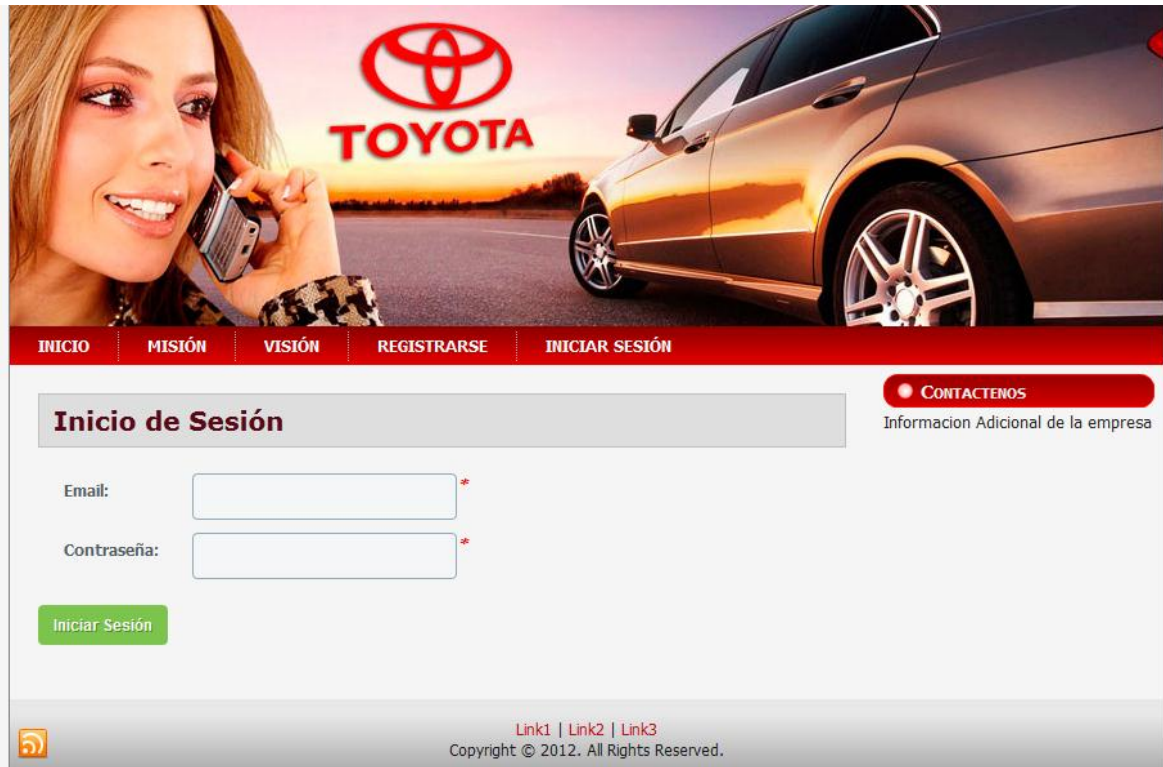 TOYOTA
INICIO MISIÓN VISIÓN REGISTRARSE INICIAR SESIÓN
Inicio de Sesión
Email: *
Contraseña: *
Iniciar Sesión
CONTACTENOS
Informacion Adicional de la empresa
Link1 | Link2 | Link3
Copyright © 2012. All Rights Reserved.